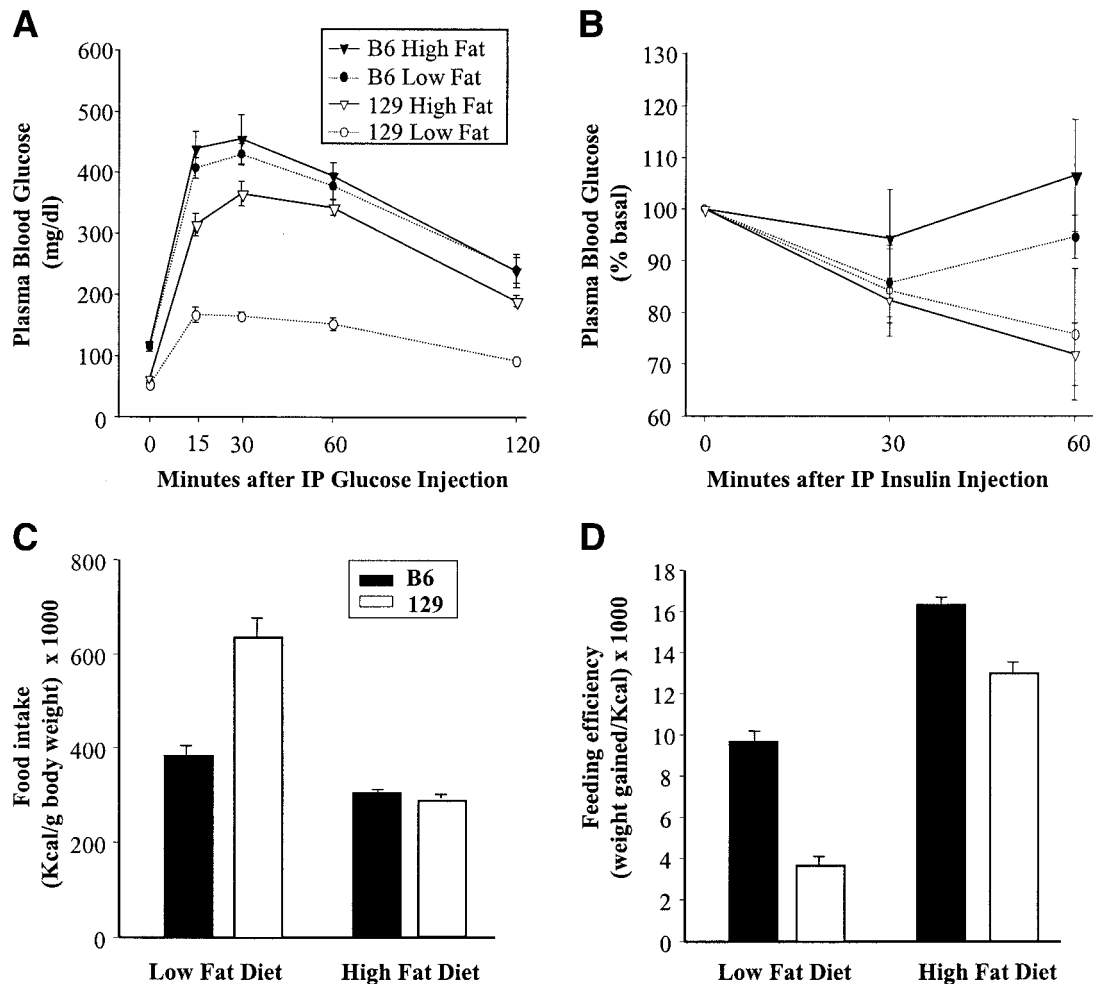 A
Plasma Blood Glucose
(mg/dl)
600
500
400
300
200
100
0
B6 High Fat
B6 Low Fat
129 High Fat
129 Low Fat
0 15 30 60 120
Minutes after IP Glucose Injection
B
Plasma Blood Glucose
(% basal)
130
120
110
100
90
80
70
60
0 30 60
Minutes after IP Insulin Injection
C
Food intake
(Kcal/g body weight) x 1000
800
600
400
200
0
B6
129
Low Fat Diet High Fat Diet
D
Feeding efficiency
(weight gained/Kcal) x 1000
18
16
14
12
10
8
6
4
2
0
Low Fat Diet High Fat Diet